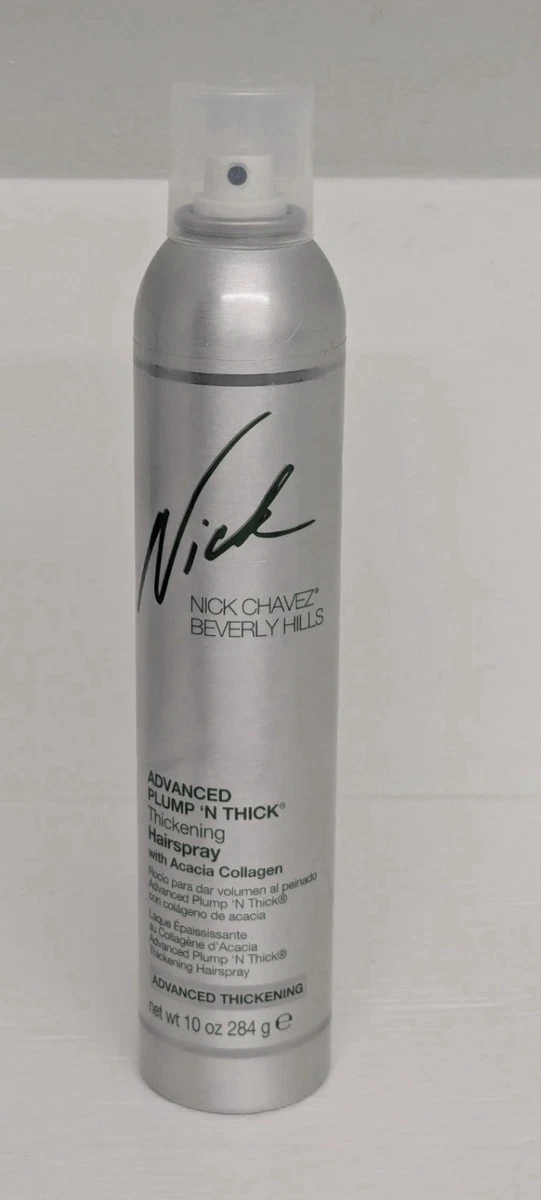 Nick
NICK CHAVEZ®
BEVERLY HILLS
ADVANCED
PLUMP 'N THICK®
Thickening
Hairspray
with Acacia Collagen
Rocío para dar volumen al peinado
Advanced Plump 'N Thick®
con colágeno de acacia
Laque Épaississante
au Collagène d'Acacia
Advanced Plump 'N Thick®
Thickening Hairspray
ADVANCED THICKENING
net wt 10 oz 284 g ℮